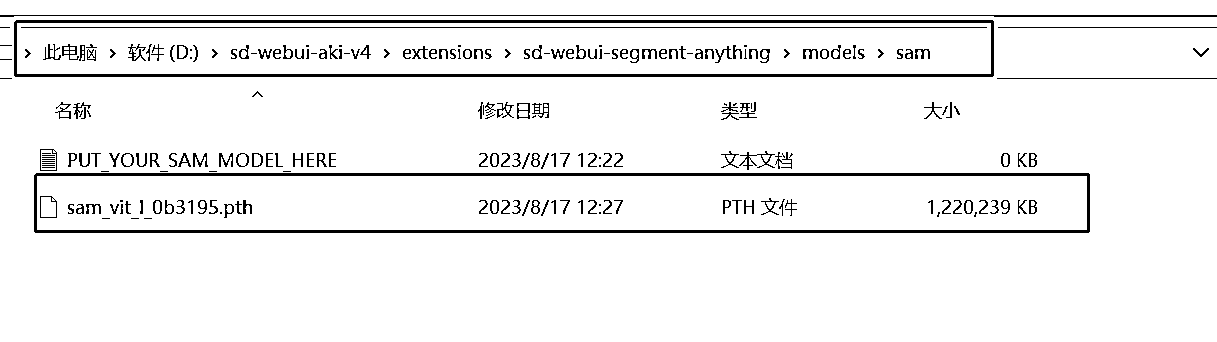 › 此电脑 › 软件 (D:) › sd-webui-aki-v4 › extensions › sd-webui-segment-anything › models › sam
名称 修改日期 类型 大小
PUT_YOUR_SAM_MODEL_HERE 2023/8/17 12:22 文本文档 0 KB
sam_vit_l_0b3195.pth 2023/8/17 12:27 PTH 文件 1,220,239 KB